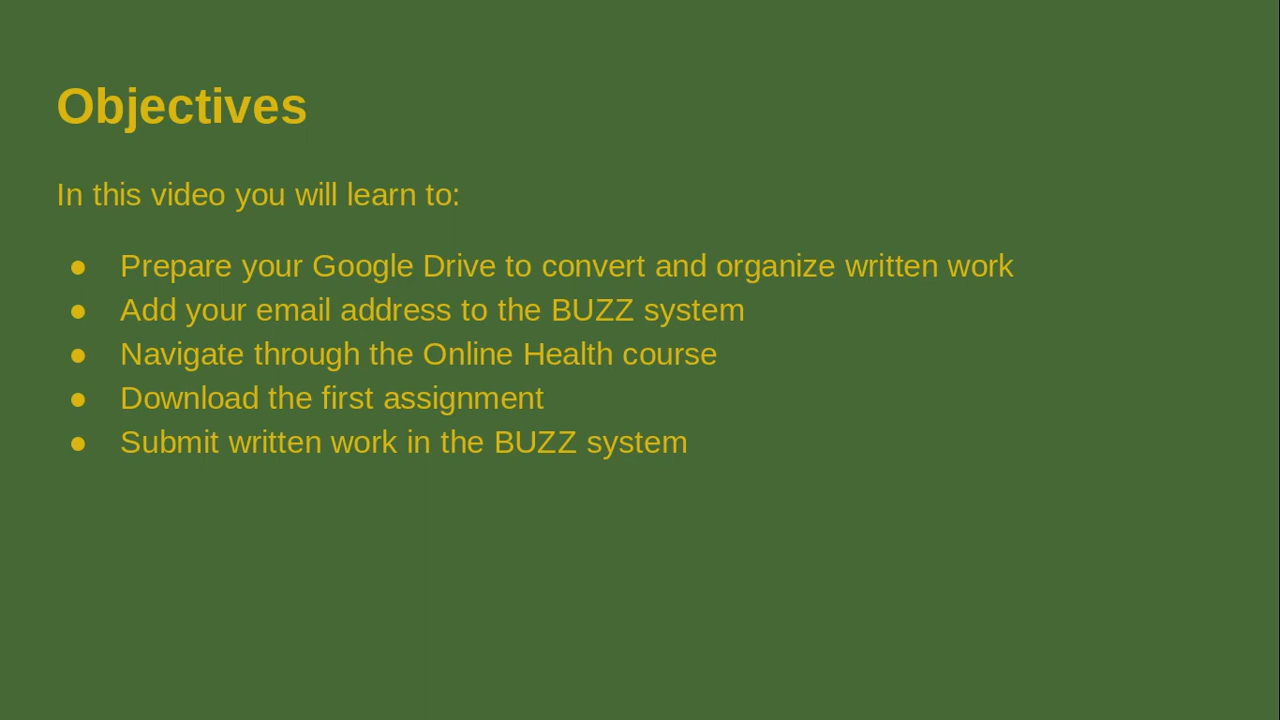 Objectives
In this video you will learn to:
● Prepare your Google Drive to convert and organize written work
● Add your email address to the BUZZ system
● Navigate through the Online Health course
● Download the first assignment
● Submit written work in the BUZZ system